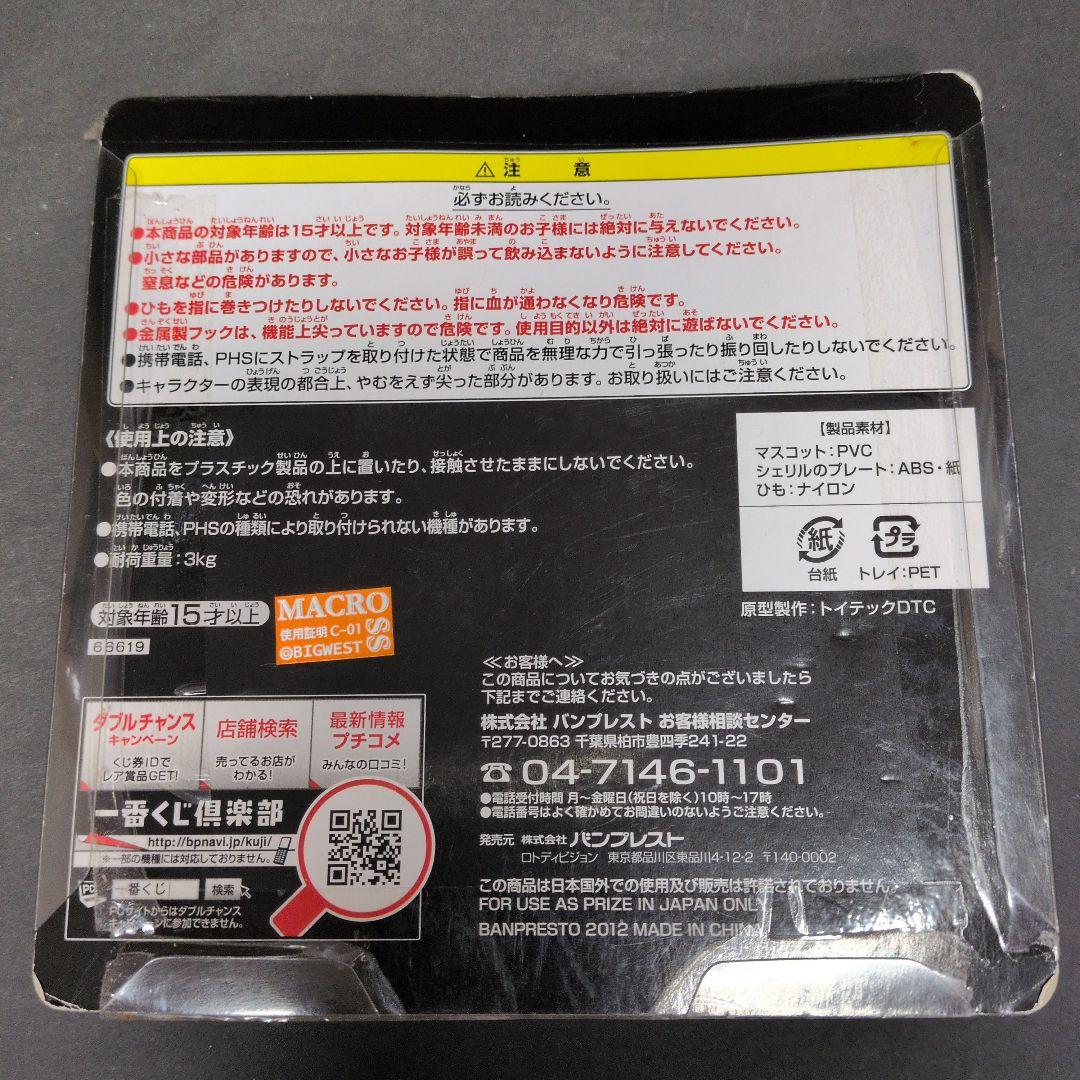 ⚠注意
必ずお読みください。
●本商品の対象年齢は15才以上です。対象年齢未満のお子様には絶対に与えないでください。
●小さな部品がありますので、小さなお子様が誤って飲み込まないように注意してください。
窒息などの危険があります。
●ひもを指に巻きつけたりしないでください。指に血が通わなくなり危険です。
●金属製フックは、機能上尖っていますので危険です。使用目的以外は絶対に遊ばないでください。
●携帯電話、PHSにストラップを取り付けた状態で商品を無理な力で引っ張ったり振り回したりしないでください。
●キャラクターの表現の都合上、やむをえず尖った部分があります。お取り扱いにはご注意ください。
《使用上の注意》
●本商品をプラスチック製品の上に置いたり、接触させたままにしないでください。
色の付着や変形などの恐れがあります。
●携帯電話、PHSの種類により取り付けられない機種があります。
●耐荷重量：3kg
【製品素材】
マスコット：PVC
シェリルのプレート：ABS・紙
ひも：ナイロン
紙
プラ
台紙 トレイ：PET
原型製作：トイテックDTC
対象年齢15才以上
66619
MACROSS
使用証明 C-01
©BIGWEST
≪お客様へ≫
この商品についてお気づきの点がございましたら
下記までご連絡ください。
株式会社 バンプレスト お客様相談センター
〒277-0863 千葉県柏市豊四季241-22
☎04-7146-1101
●電話受付時間 月～金曜日(祝日を除く)10時～17時
●電話番号はよく確かめてお間違いのないようご注意ください。
発売元 株式会社バンプレスト
ロトディビジョン 東京都品川区東品川4-12-2 〒140-0002
この商品は日本国外での使用及び販売は許諾されておりません。
FOR USE AS PRIZE IN JAPAN ONLY.
BANPRESTO 2012 MADE IN CHINA
ダブルチャンス
キャンペーン
くじ券IDで
レア賞品GET!
店舗検索
売ってるお店が
わかる!
最新情報
プチコメ
みんなの口コミ!
一番くじ倶楽部
http://bpnavi.jp/kuji/
※一部の機種には対応しておりません。
PC
一番くじ 検索
PCサイトからはダブルチャンス
キャンペーンに参加できません。